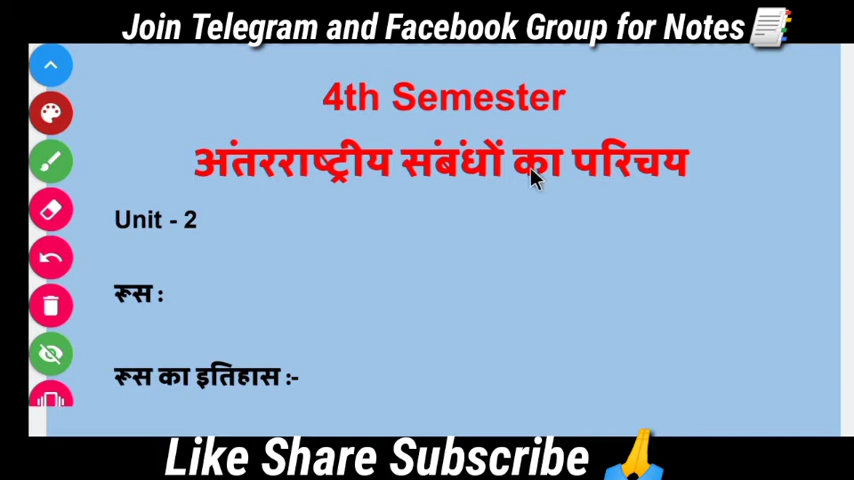 Join Telegram and Facebook Group for Notes
4th Semester
अंतरराष्ट्रीय संबंधों का परिचय
Unit - 2
रूस :
रूस का इतिहास :-
Like Share Subscribe